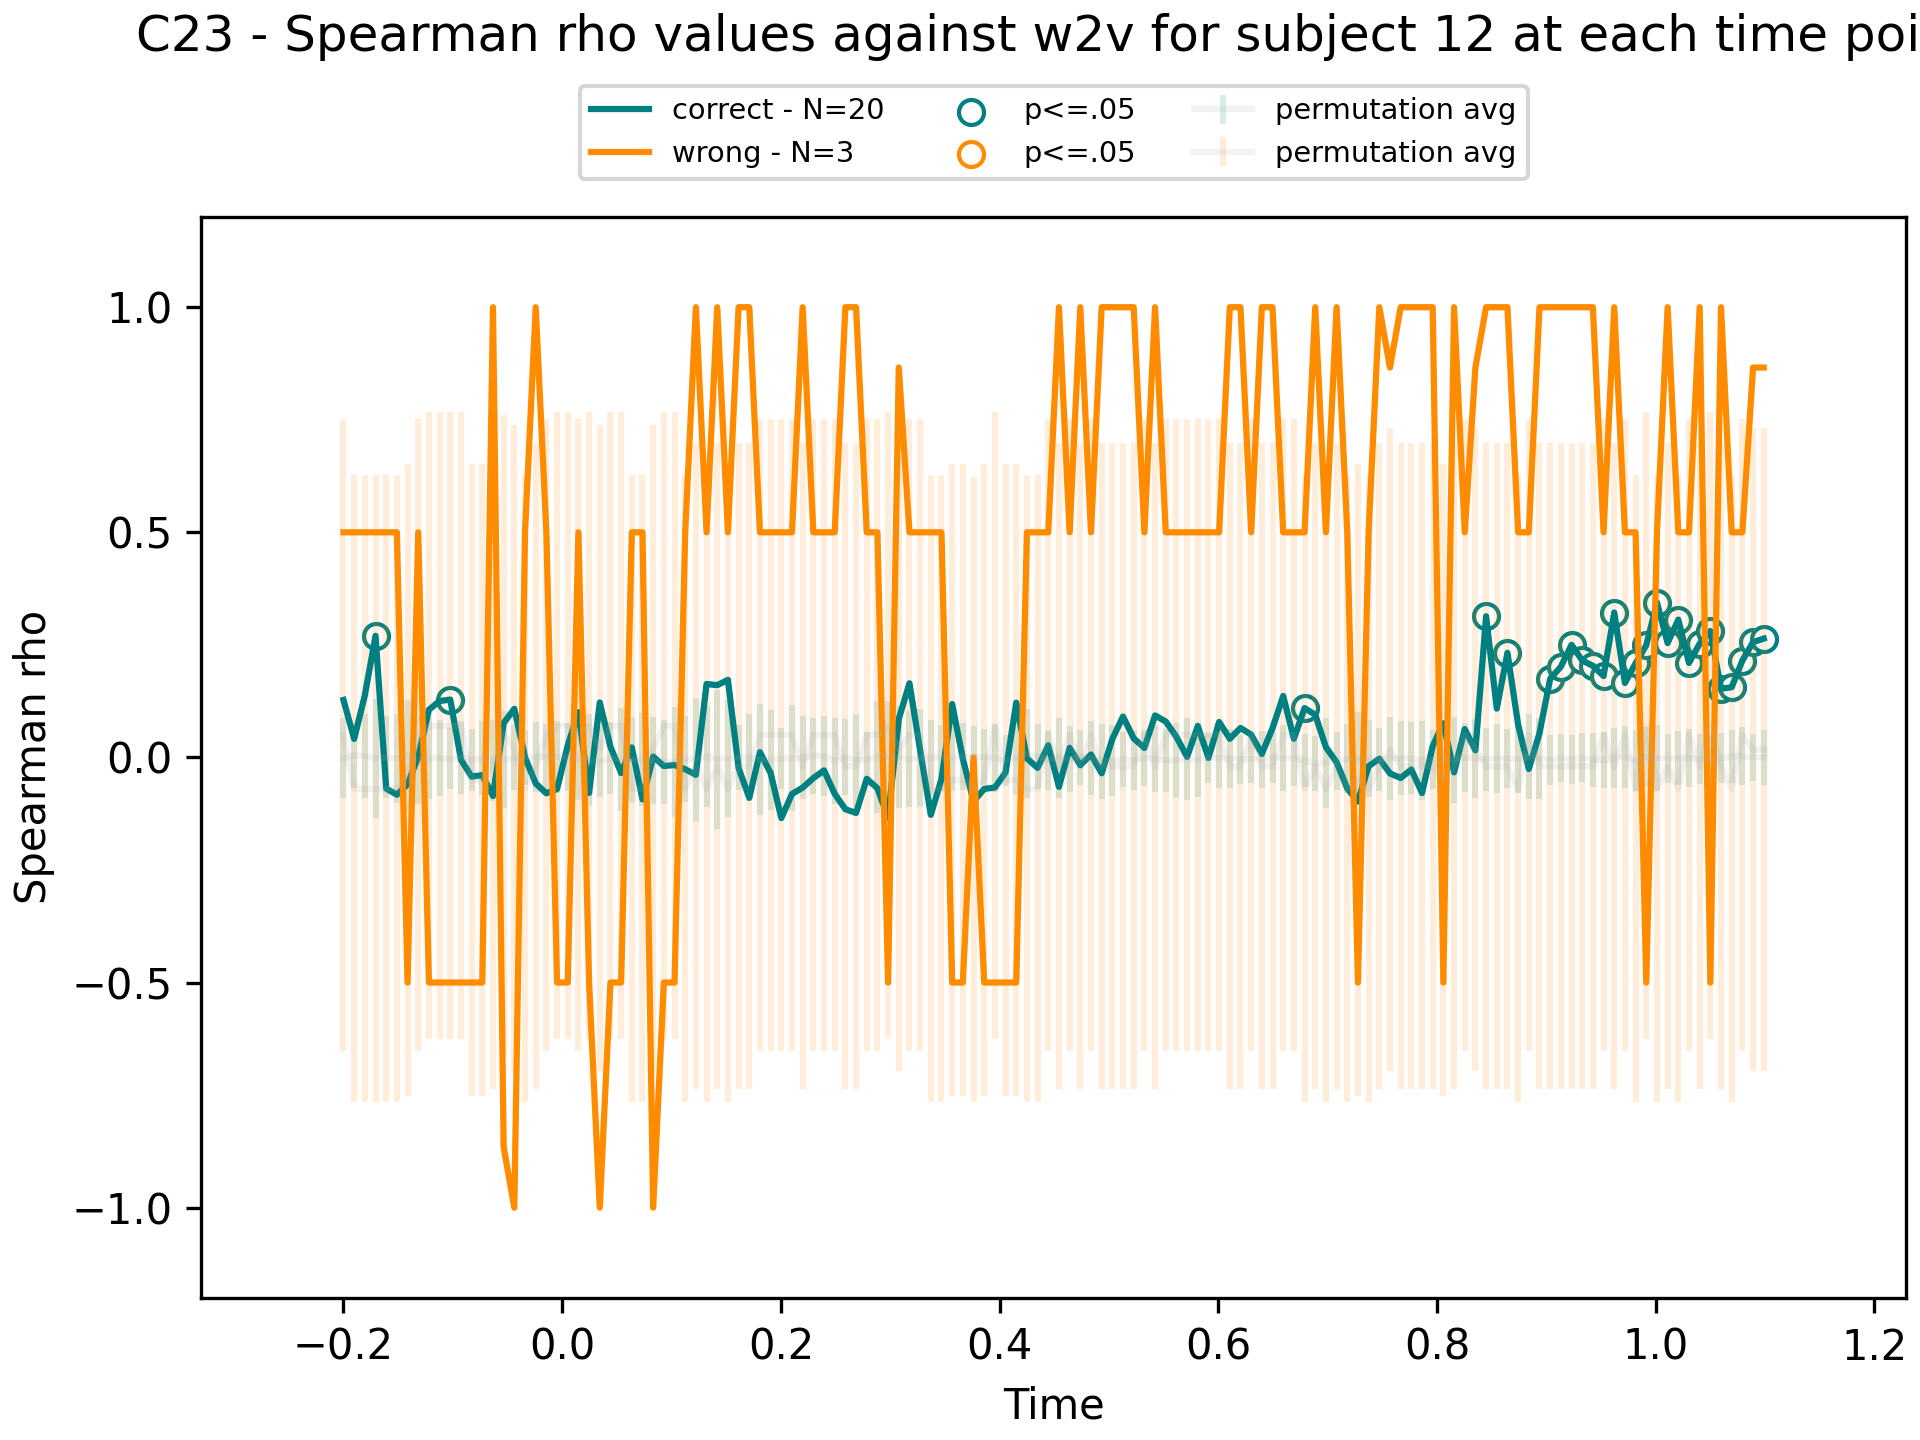 C23 - Spearman rho values against w2v for subject 12 at each time poi
correct - N=20
wrong - N=3
p<=.05
p<=.05
permutation avg
permutation avg
Spearman rho
1.0
0.5
0.0
−0.5
−1.0
−0.2
0.0
0.2
0.4
0.6
0.8
1.0
1.2
Time